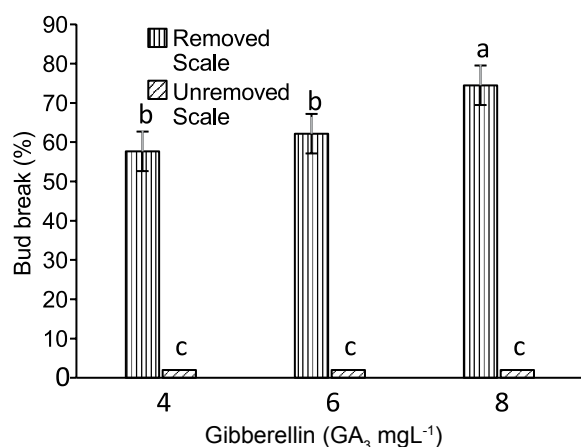 90
80
70
60
50
40
30
20
10
0
Bud break (%)
Removed
Scale
Unremoved
Scale
b
b
a
c
c
c
4
6
8
Gibberellin (GA₃ mgL⁻¹)